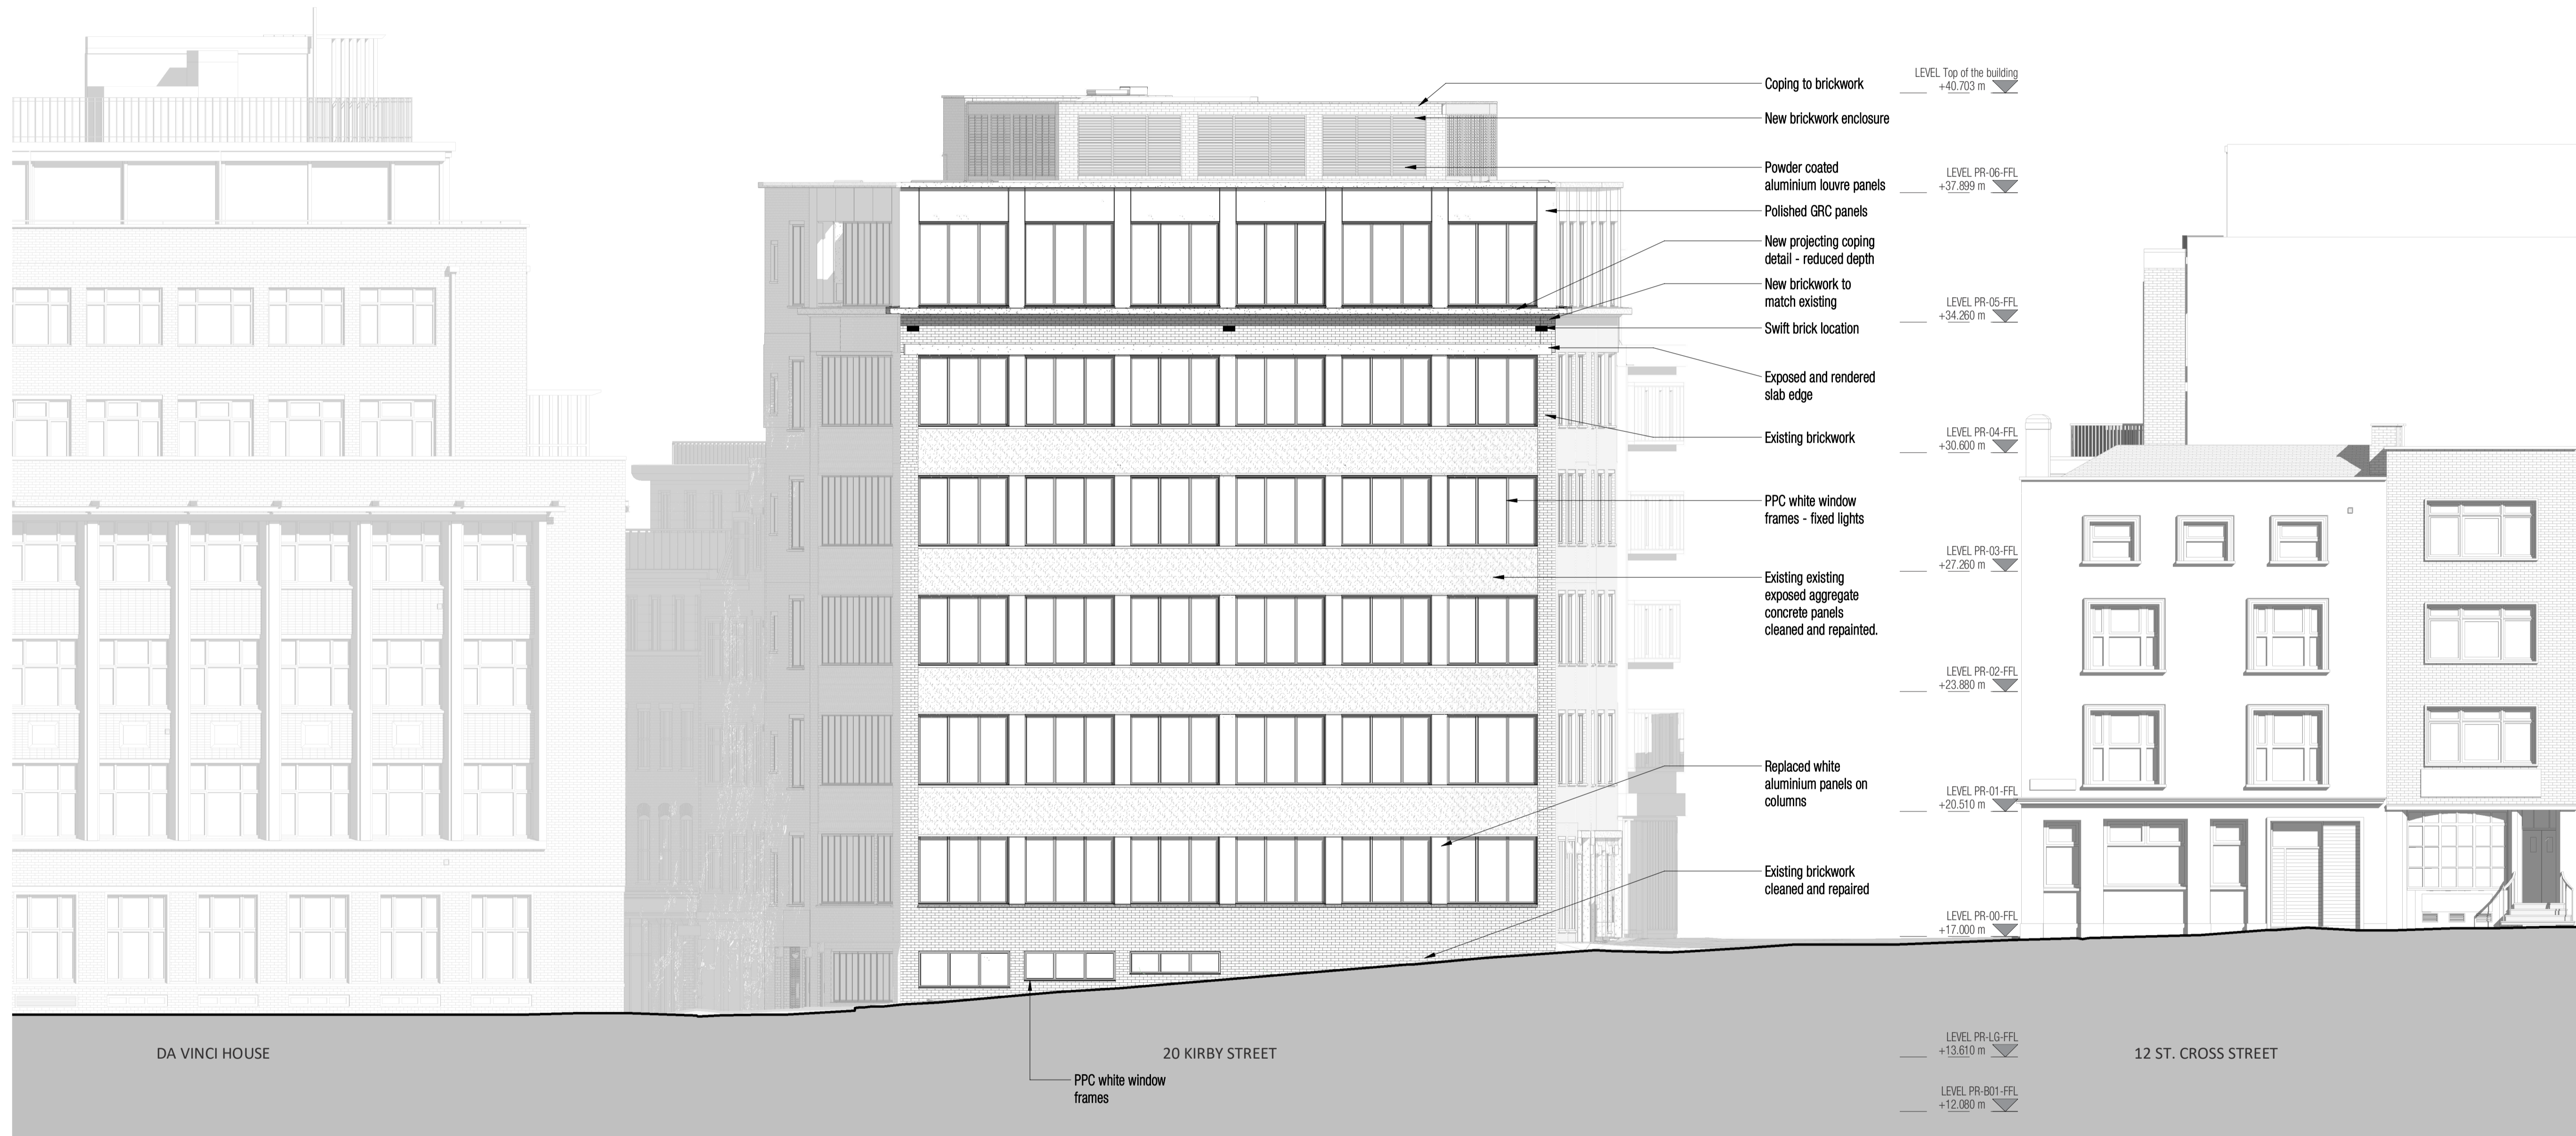 Coping to brickwork
New brickwork enclosure
Powder coated
aluminium louvre panels
Polished GRC panels
New projecting coping
detail - reduced depth
New brickwork to
match existing
Swift brick location
Exposed and rendered
slab edge
Existing brickwork
PPC white window
frames - fixed lights
Existing existing
exposed aggregate
concrete panels
cleaned and repainted.
Replaced white
aluminium panels on
columns
Existing brickwork
cleaned and repaired
LEVEL Top of the building
+40.703 m
LEVEL PR-06-FFL
+37.899 m
LEVEL PR-05-FFL
+34.260 m
LEVEL PR-04-FFL
+30.600 m
LEVEL PR-03-FFL
+27.260 m
LEVEL PR-02-FFL
+23.880 m
LEVEL PR-01-FFL
+20.510 m
LEVEL PR-00-FFL
+17.000 m
LEVEL PR-LG-FFL
+13.610 m
LEVEL PR-B01-FFL
+12.080 m
DA VINCI HOUSE
20 KIRBY STREET
12 ST. CROSS STREET
PPC white window
frames